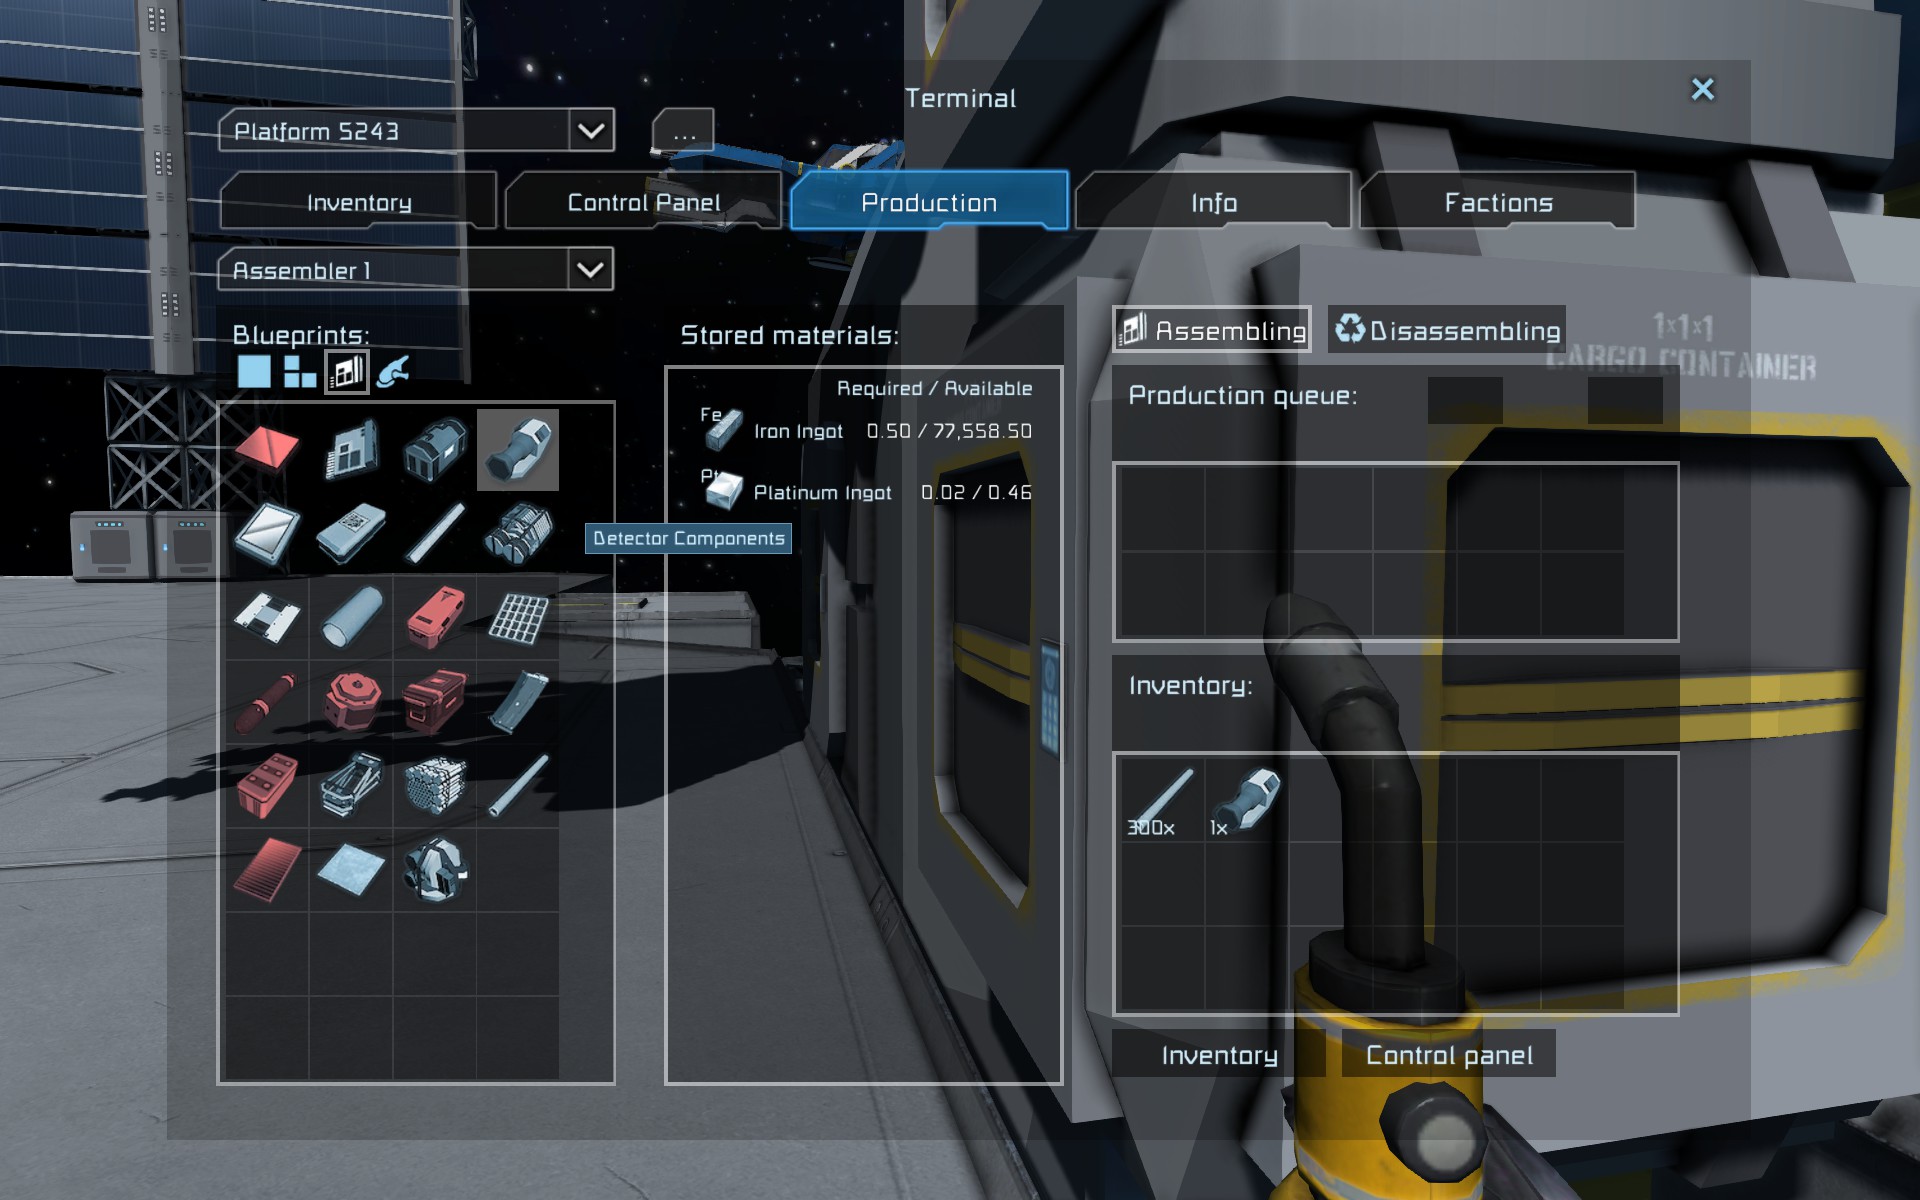 Terminal
Platform 5243
...
Inventory
Control Panel
Production
Info
Factions
Assembler 1
Blueprints:
Stored materials:
Required / Available
Fe
Iron Ingot 0.50 / 77,558.50
Pt
Platinum Ingot 0.02 / 0.46
Detector Components
Assembling
Disassembling
1x1x1
CARGO CONTAINER
Production queue:
Inventory:
300x
1x
Inventory
Control panel